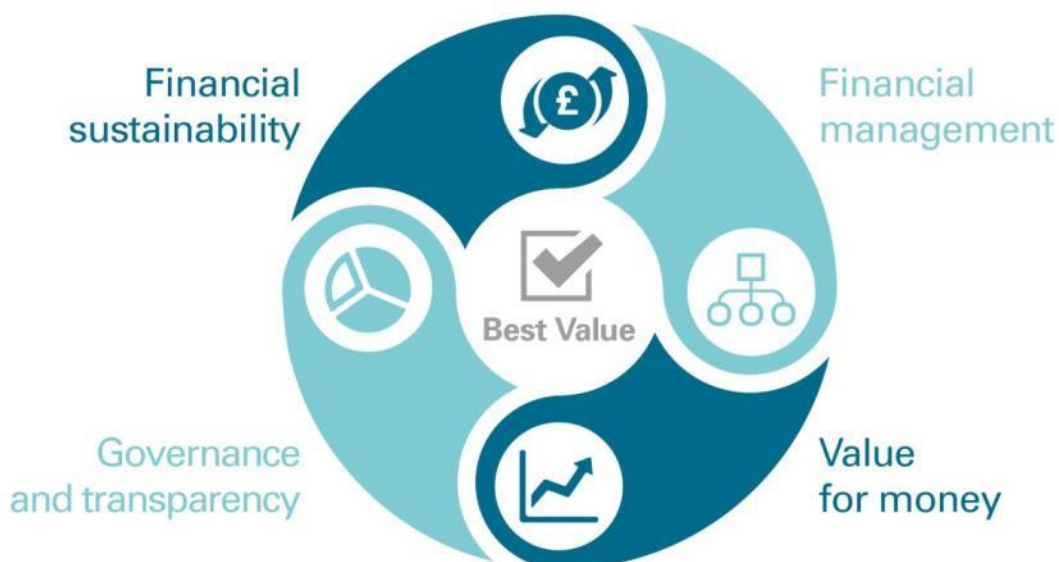 Financial
sustainability
£
Financial
management
Best Value
Governance
and transparency
Value
for money